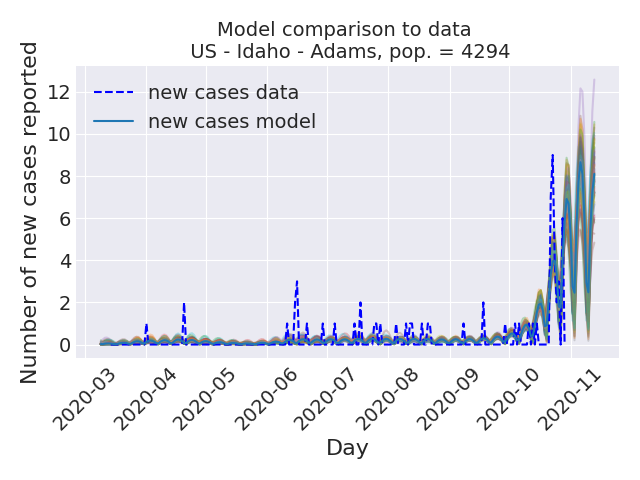 Model comparison to data
US - Idaho - Adams, pop. = 4294
Number of new cases reported
12
10
8
6
4
2
0
new cases data
new cases model
2020-03
2020-04
2020-05
2020-06
2020-07
2020-08
2020-09
2020-10
2020-11
Day